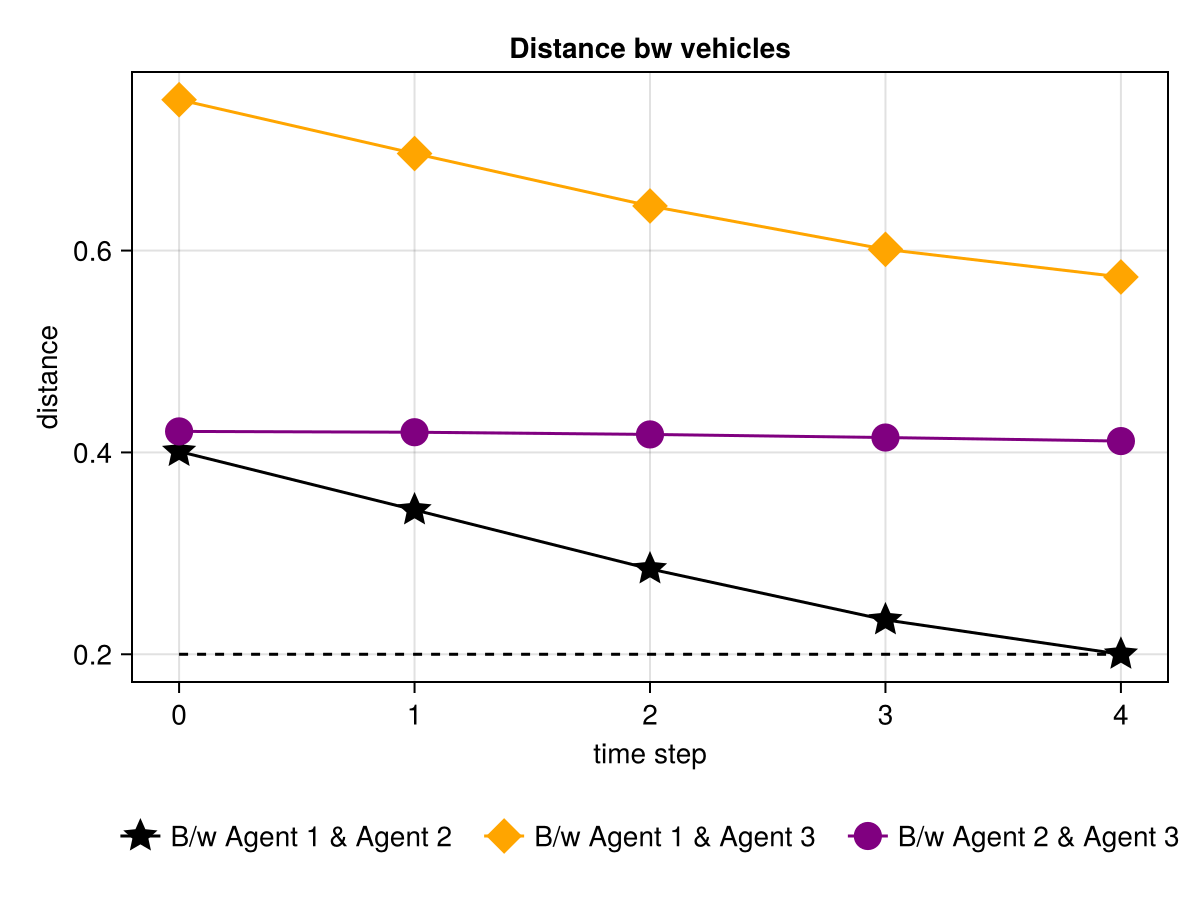 Distance bw vehicles
distance
0.6
0.4
0.2
0 1 2 3 4
time step
B/w Agent 1 & Agent 2 B/w Agent 1 & Agent 3 B/w Agent 2 & Agent 3